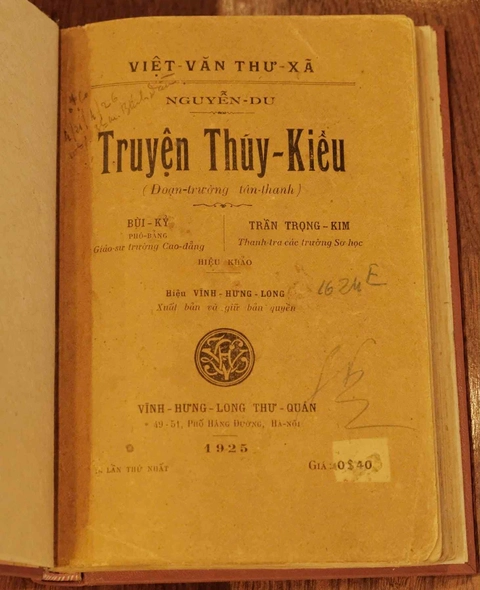 VIỆT-VĂN THƯ-XÃ
NGUYỄN-DU
Truyện Thúy-Kiều
(Đoạn-trường tân-thanh)
BÙI-KỶ
PHÓ-BẢNG
Giáo-sư trường Cao-đẳng
TRẦN TRỌNG-KIM
Thanh-tra các trường Sơ-học
HIỆU KHẢO
Hiệu VĨNH-HƯNG-LONG
Xuất bản và giữ bản quyền
1624 E
VĨNH-HƯNG-LONG THƯ-QUÁN
49-51, PHỐ HÀNG ĐƯỜNG, HÀ-NỘI
1925
LẦN THỨ NHẤT
GIÁ: 0$40